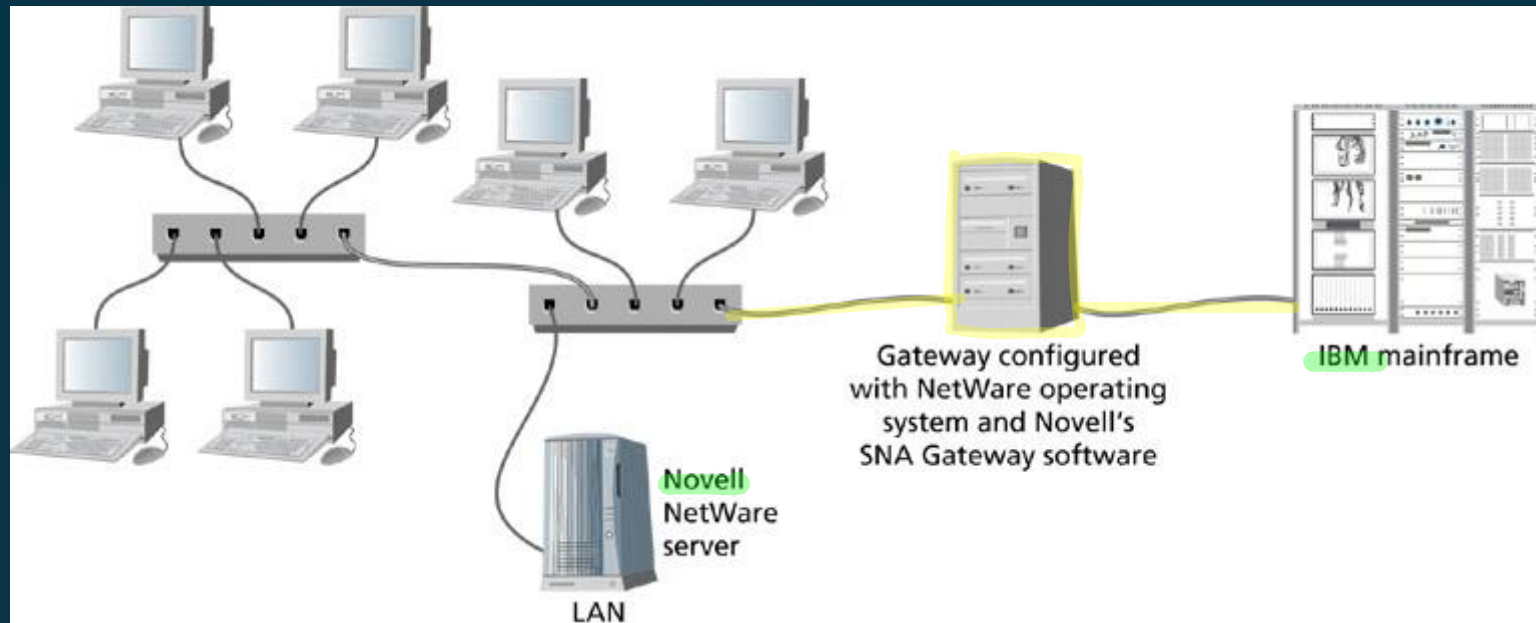 Gateway configured
with NetWare operating
system and Novell's
SNA Gateway software
IBM mainframe
Novell
NetWare
server
LAN